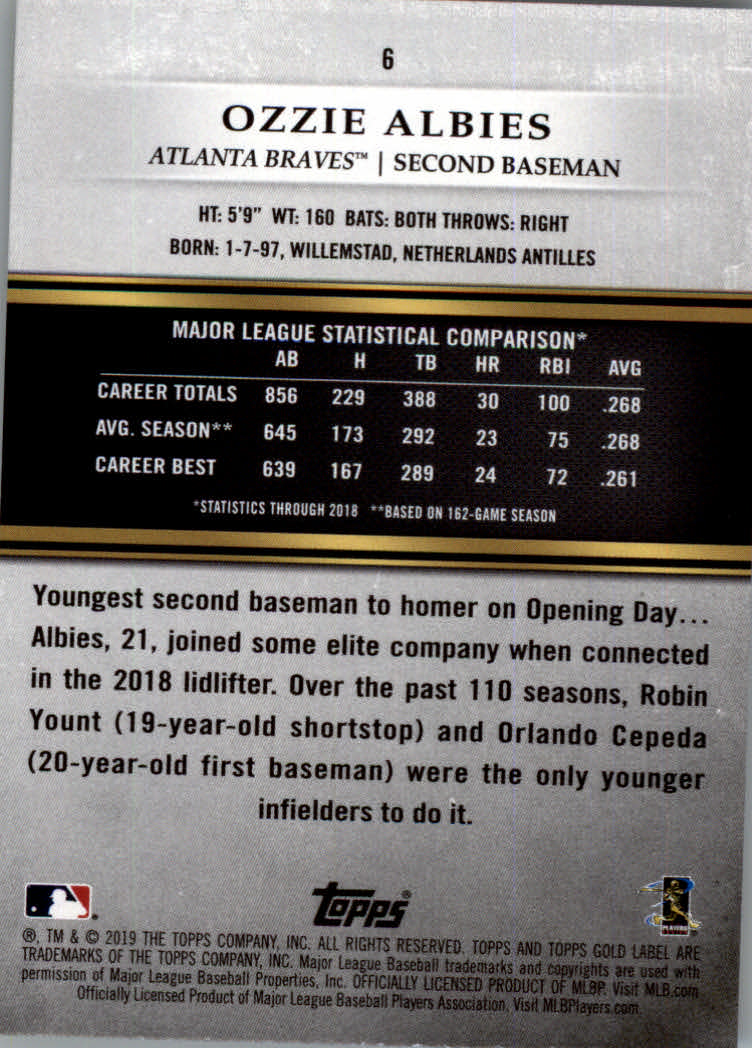 6
OZZIE ALBIES
ATLANTA BRAVES™ | SECOND BASEMAN
HT: 5'9" WT: 160 BATS: BOTH THROWS: RIGHT
BORN: 1-7-97, WILLEMSTAD, NETHERLANDS ANTILLES
MAJOR LEAGUE STATISTICAL COMPARISON*
AB H TB HR RBI AVG
CAREER TOTALS 856 229 388 30 100 .268
AVG. SEASON** 645 173 292 23 75 .268
CAREER BEST 639 167 289 24 72 .261
*STATISTICS THROUGH 2018 **BASED ON 162-GAME SEASON
Youngest second baseman to homer on Opening Day...
Albies, 21, joined some elite company when connected
in the 2018 lidlifter. Over the past 110 seasons, Robin
Yount (19-year-old shortstop) and Orlando Cepeda
(20-year-old first baseman) were the only younger
infielders to do it.
topps®
PLAYERS
®, TM & © 2019 THE TOPPS COMPANY, INC. ALL RIGHTS RESERVED. TOPPS AND TOPPS GOLD LABEL ARE
TRADEMARKS OF THE TOPPS COMPANY, INC. Major League Baseball trademarks and copyrights are used with
permission of Major League Baseball Properties, Inc. OFFICIALLY LICENSED PRODUCT OF MLBP. Visit MLB.com
Officially Licensed Product of Major League Baseball Players Association. Visit MLBPlayers.com.